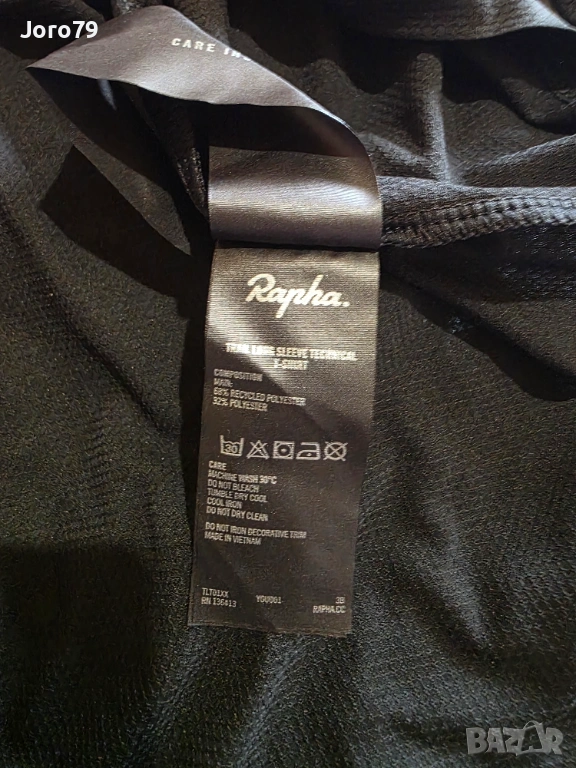 Joro79
CARE INS
Rapha.
TRAIL LONG SLEEVE TECHNICAL
T-SHIRT
COMPOSITION
MAIN:
68% RECYCLED POLYESTER
32% POLYESTER
30
CARE
MACHINE WASH 30°C
DO NOT BLEACH
TUMBLE DRY COOL
COOL IRON
DO NOT DRY CLEAN
DO NOT IRON DECORATIVE TRIM
MADE IN VIETNAM
TLT01XX YOU001 3B
RN 136413 RAPHA.CC
BAZAR